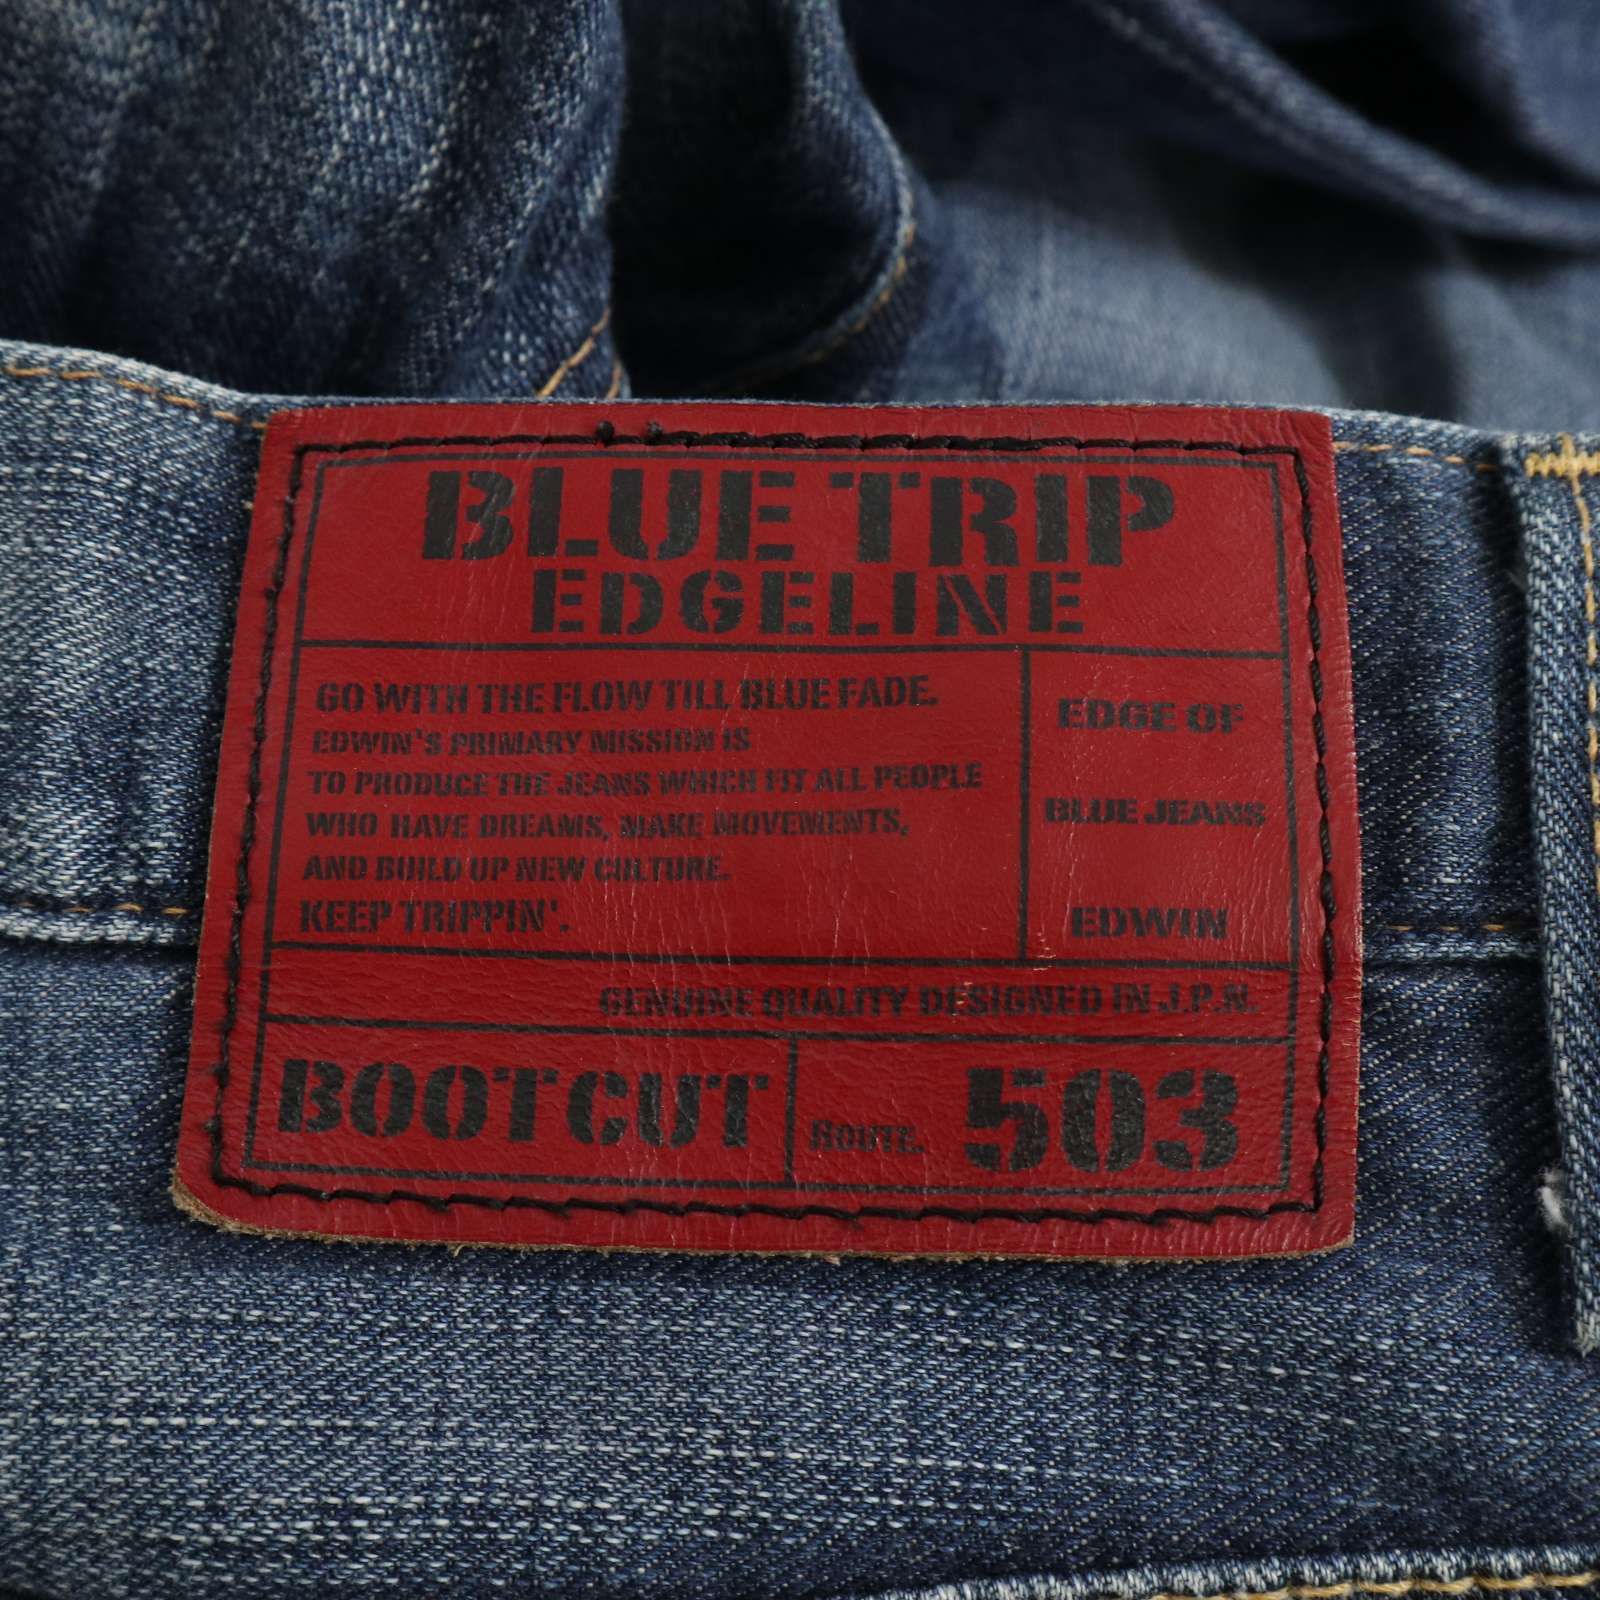 BLUE TRIP
EDGELINE
GO WITH THE FLOW TILL BLUE FADE.
EDWIN'S PRIMARY MISSION IS
TO PRODUCE THE JEANS WHICH FIT ALL PEOPLE
WHO HAVE DREAMS, MAKE MOVEMENTS,
AND BUILD UP NEW CULTURE.
KEEP TRIPPIN'.
EDGE OF
BLUE JEANS
EDWIN
GENUINE QUALITY DESIGNED IN J.P.N.
BOOTCUT
ROUTE. 503